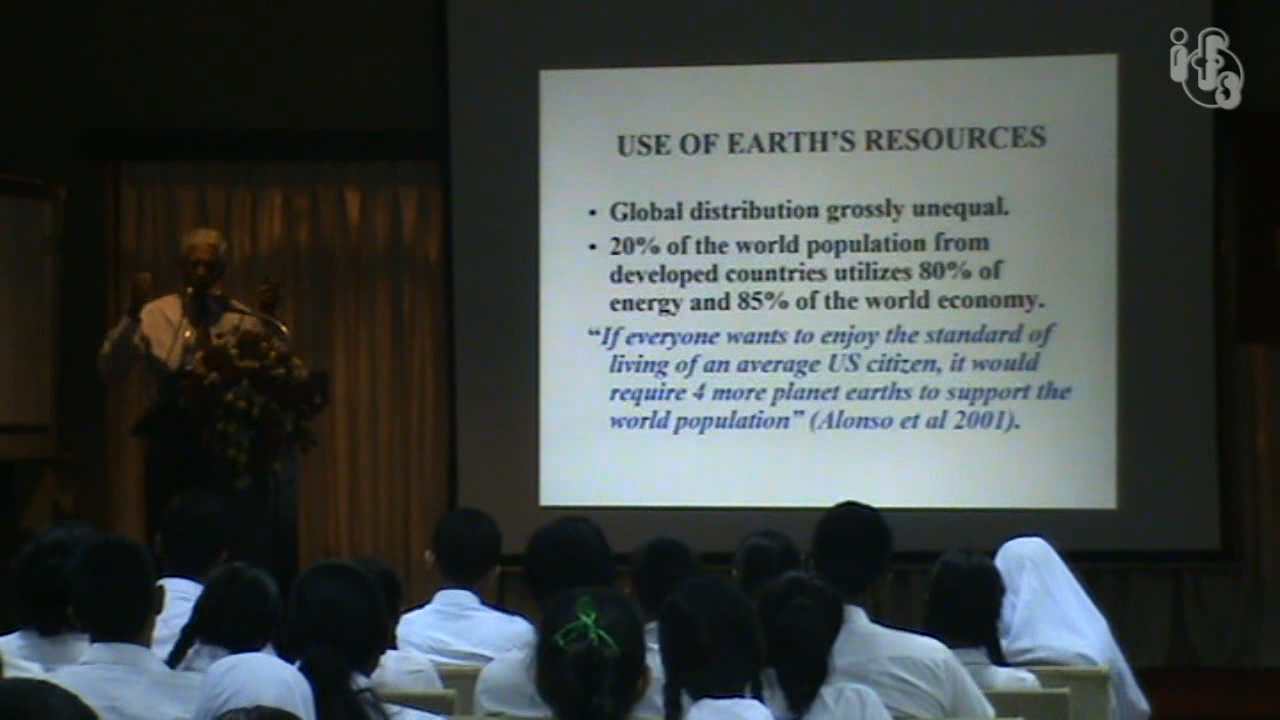 USE OF EARTH'S RESOURCES
• Global distribution grossly unequal.
• 20% of the world population from
developed countries utilizes 80% of
energy and 85% of the world economy.
"If everyone wants to enjoy the standard of
living of an average US citizen, it would
require 4 more planet earths to support the
world population" (Alonso et al 2001).